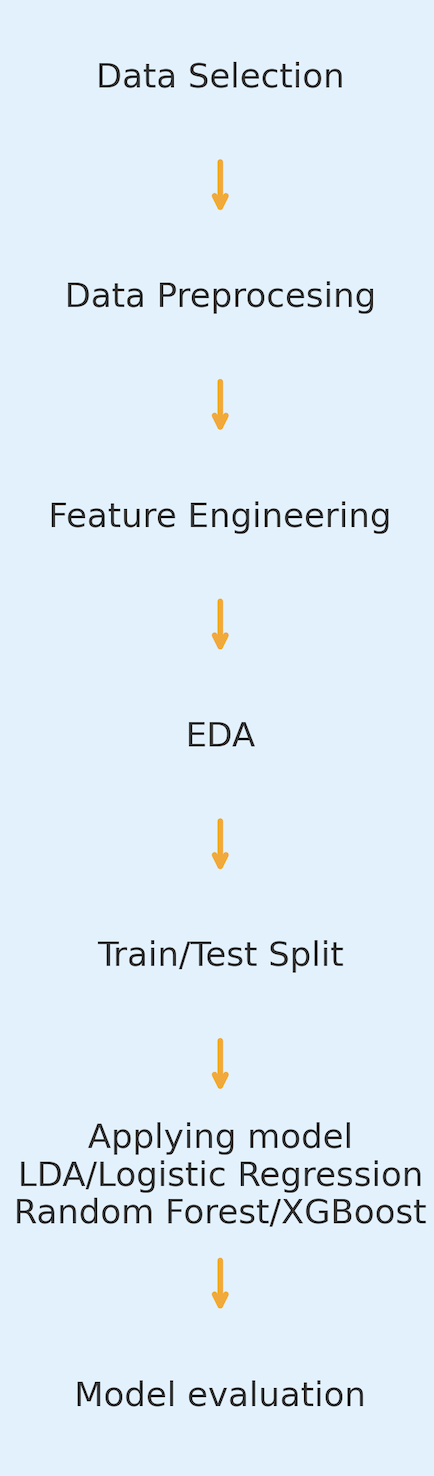 Data Selection
Data Preprocesing
Feature Engineering
EDA
Train/Test Split
Applying model
LDA/Logistic Regression
Random Forest/XGBoost
Model evaluation